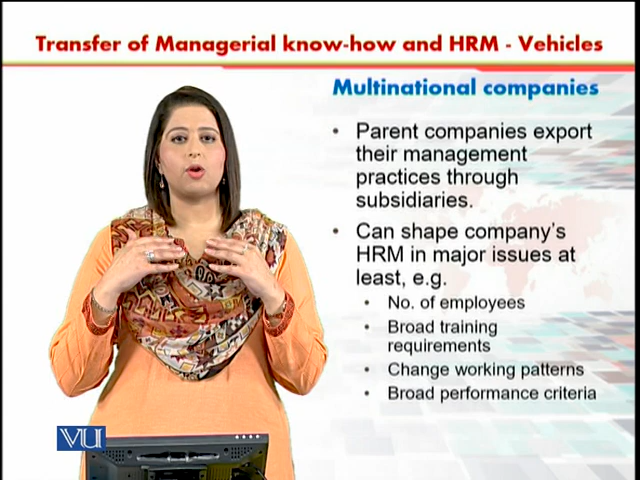 Transfer of Managerial know-how and HRM - Vehicles
Multinational companies
• Parent companies export
their management
practices through
subsidiaries.
• Can shape company's
HRM in major issues at
least, e.g.
• No. of employees
• Broad training
requirements
• Change working patterns
• Broad performance criteria
VU